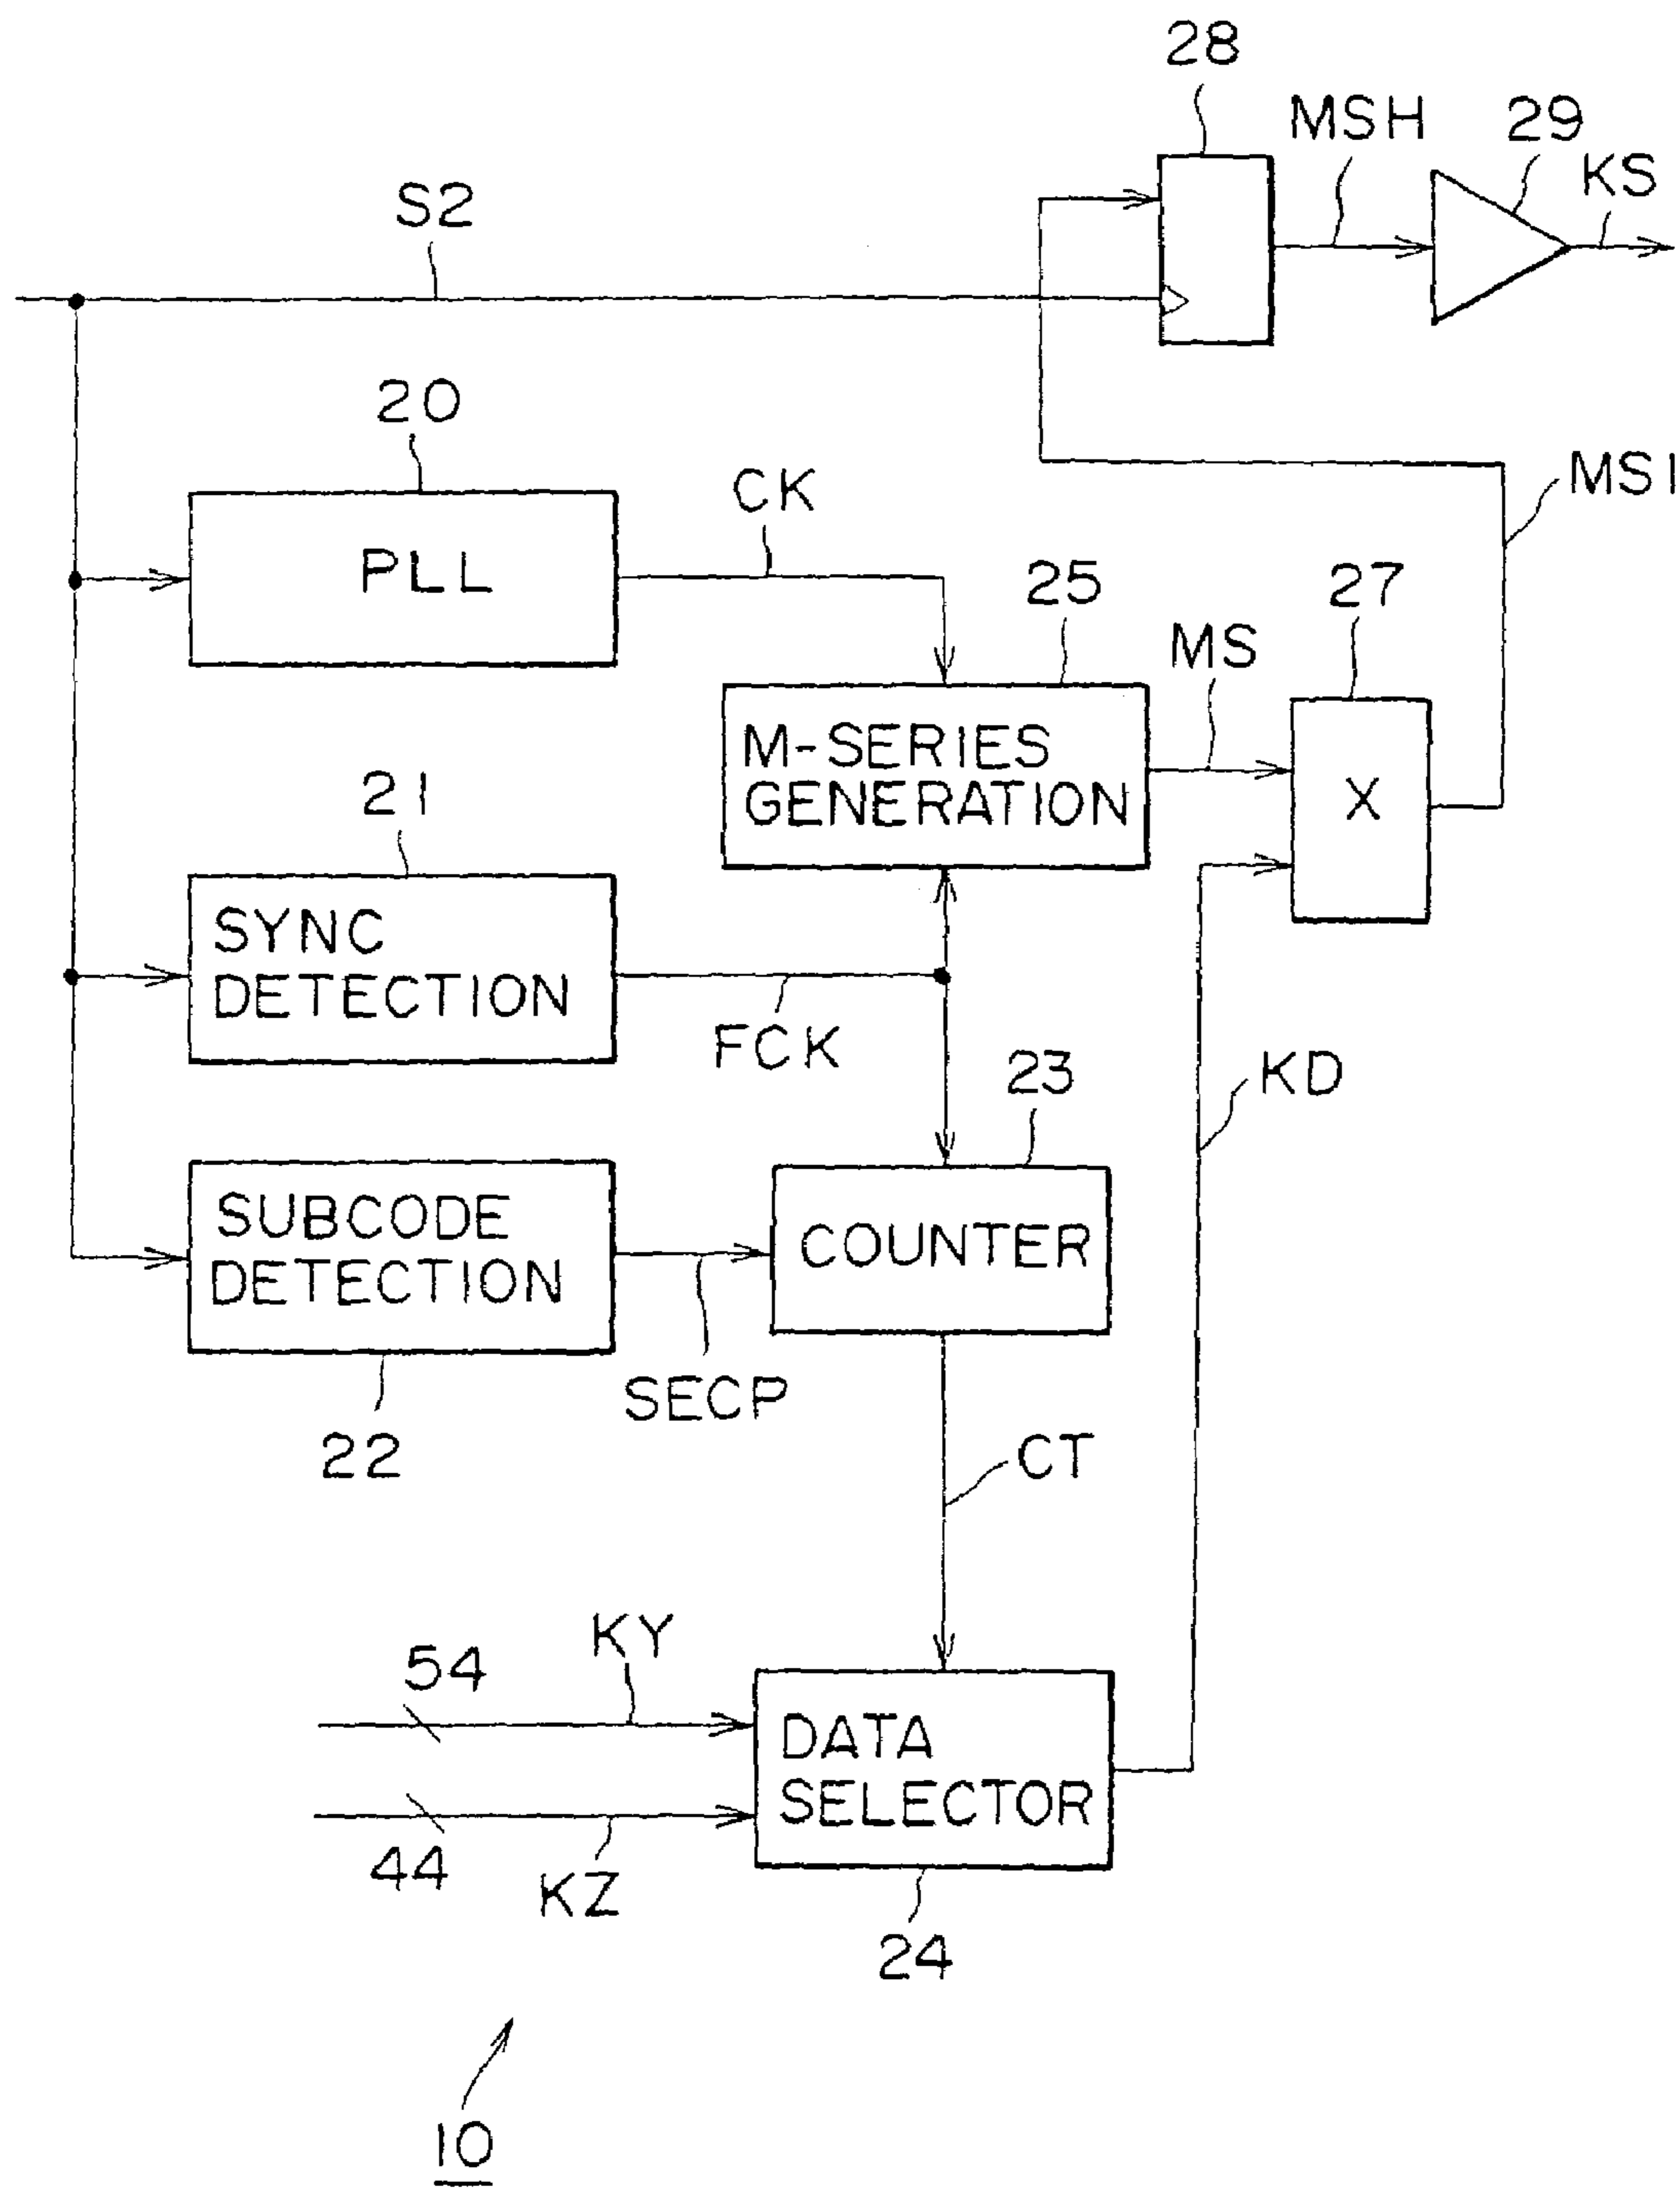 28
MSH
29
KS
S2
20
PLL
CK
MS1
25
27
MS
M-SERIES
GENERATION
X
21
SYNC
DETECTION
FCK
23
KD
SUBCODE
DETECTION
COUNTER
SECP
22
CT
KY
54
DATA
SELECTOR
44
KZ
24
10